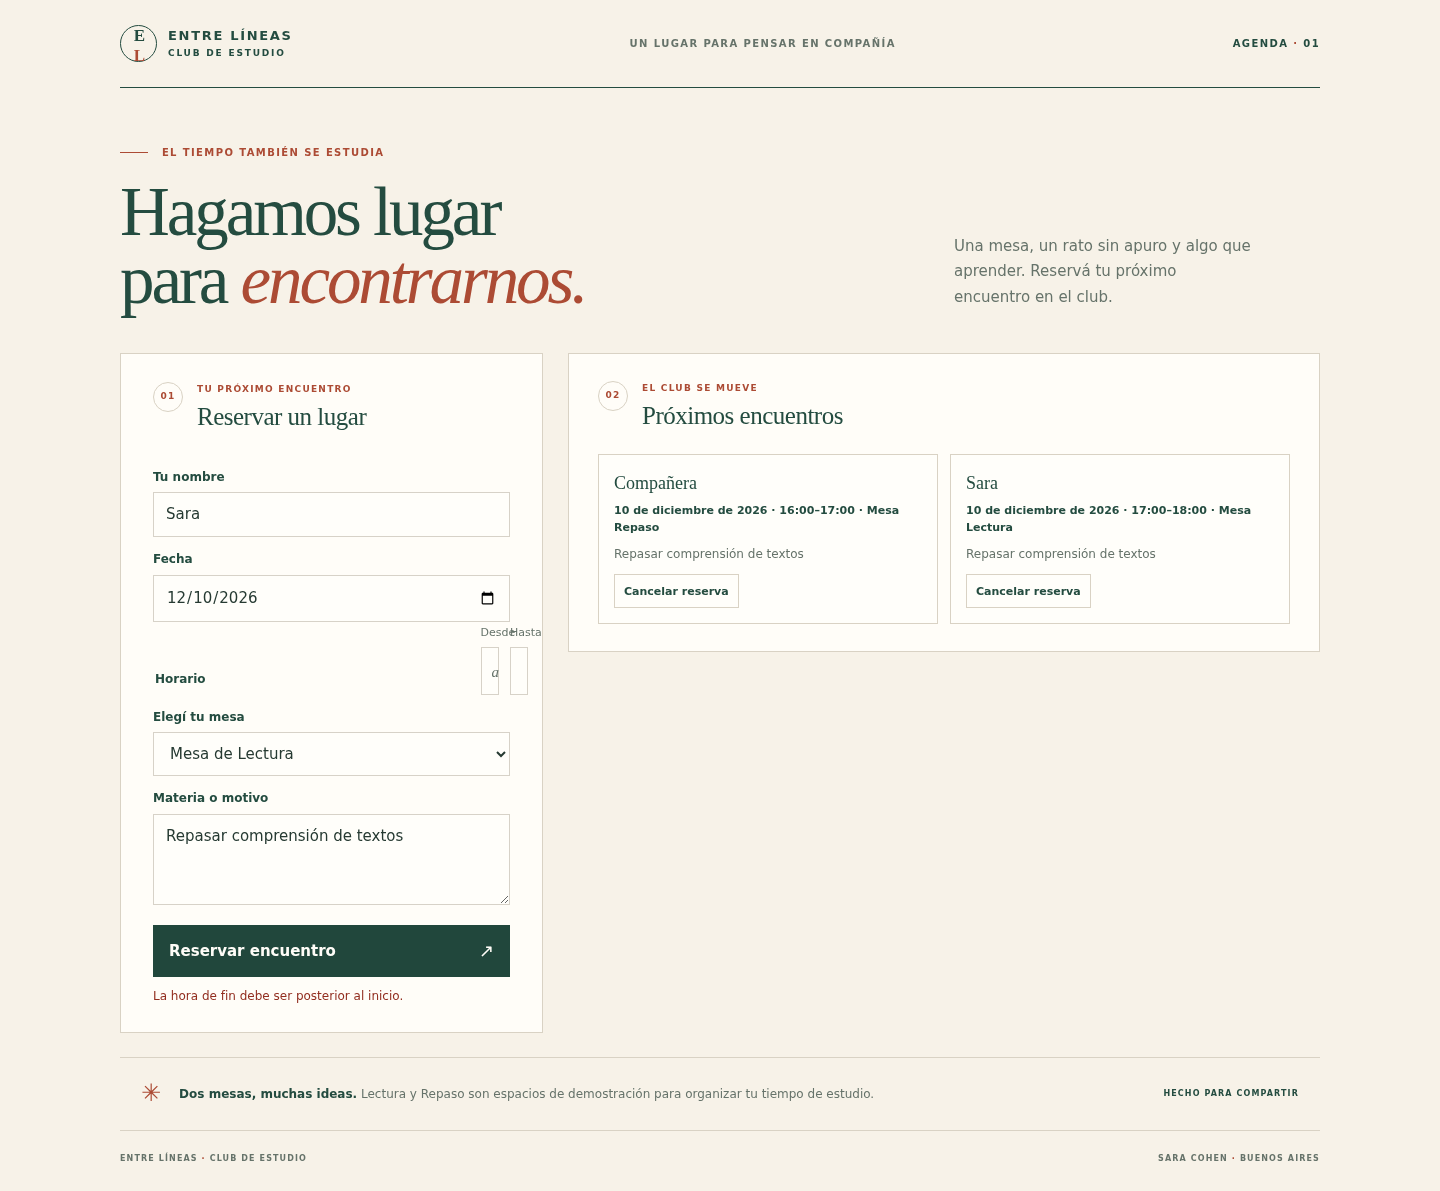 E
L
ENTRE LÍNEAS
CLUB DE ESTUDIO
UN LUGAR PARA PENSAR EN COMPAÑÍA
AGENDA · 01
EL TIEMPO TAMBIÉN SE ESTUDIA
Hagamos lugar
para encontrarnos.
Una mesa, un rato sin apuro y algo que
aprender. Reservá tu próximo
encuentro en el club.
01
TU PRÓXIMO ENCUENTRO
Reservar un lugar
Tu nombre
Sara
Fecha
12/10/2026
Horario
Desde
Hasta
a
Elegí tu mesa
Mesa de Lectura
Materia o motivo
Repasar comprensión de textos
Reservar encuentro ↗
La hora de fin debe ser posterior al inicio.
02
EL CLUB SE MUEVE
Próximos encuentros
Compañera
10 de diciembre de 2026 · 16:00–17:00 · Mesa
Repaso
Repasar comprensión de textos
Cancelar reserva
Sara
10 de diciembre de 2026 · 17:00–18:00 · Mesa
Lectura
Repasar comprensión de textos
Cancelar reserva
Dos mesas, muchas ideas. Lectura y Repaso son espacios de demostración para organizar tu tiempo de estudio.
HECHO PARA COMPARTIR
ENTRE LÍNEAS · CLUB DE ESTUDIO
SARA COHEN · BUENOS AIRES